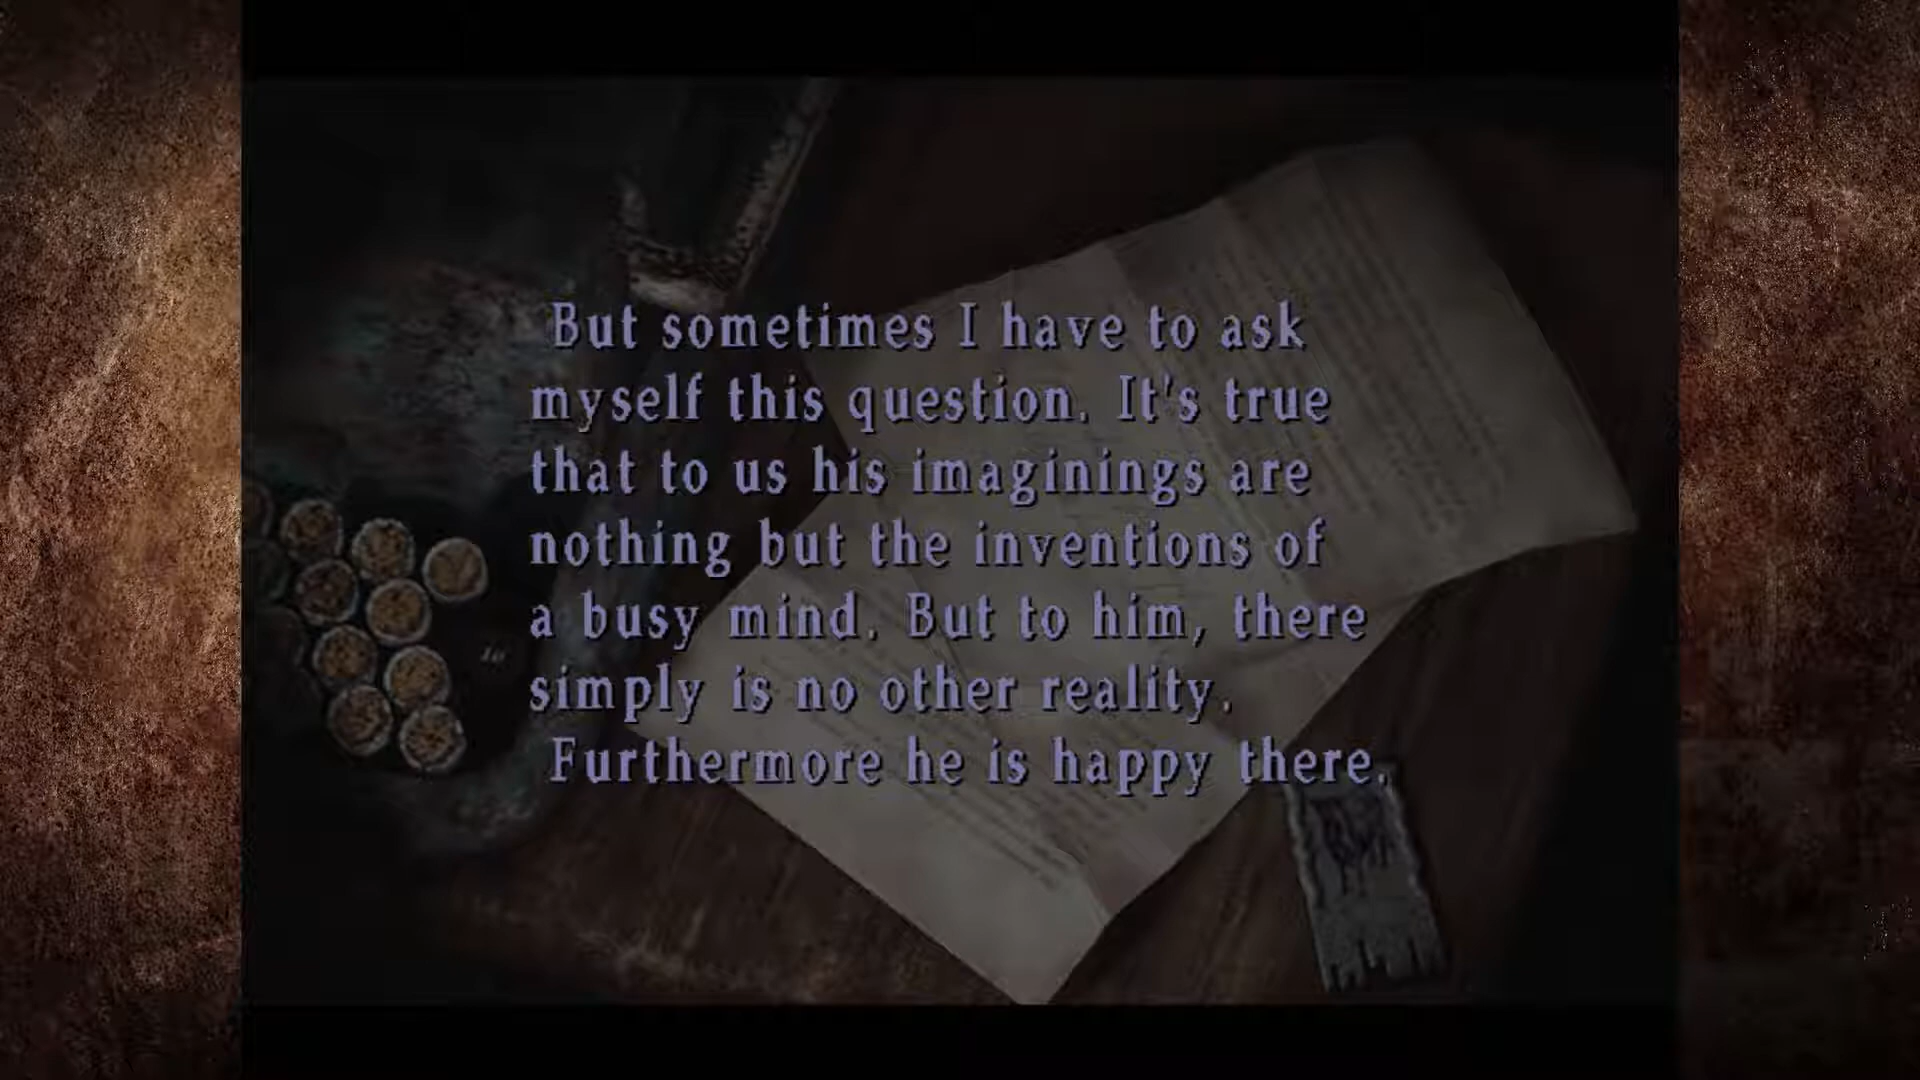 But sometimes I have to ask
myself this question. It's true
that to us his imaginings are
nothing but the inventions of
a busy mind. But to him, there
simply is no other reality.
Furthermore he is happy there.